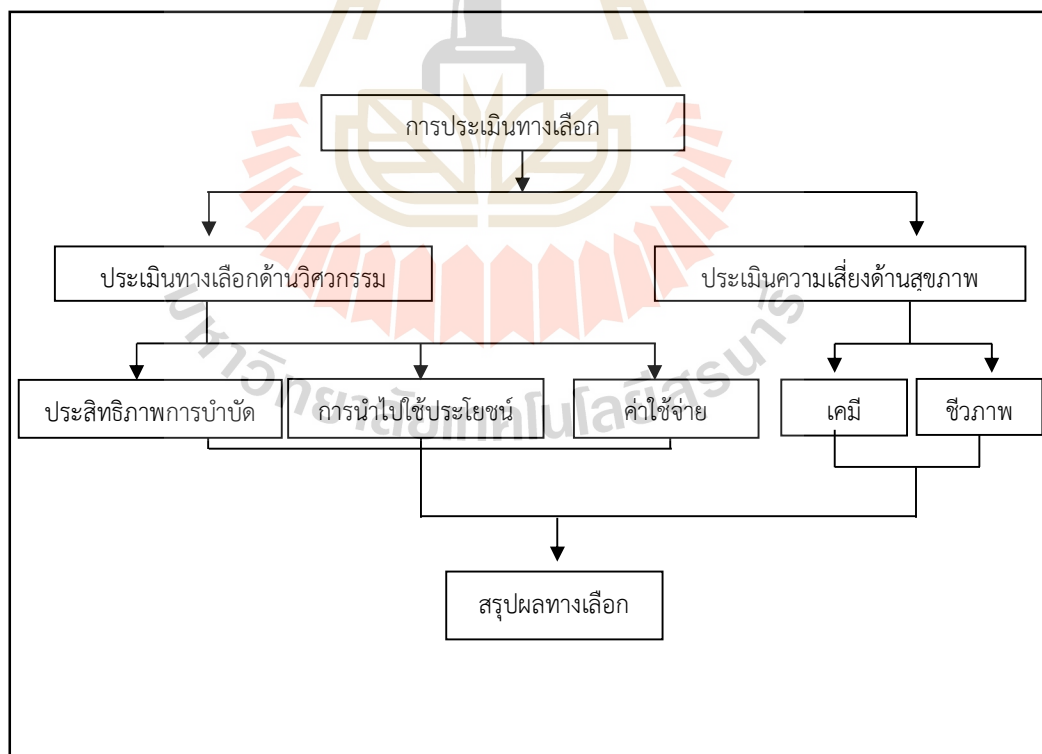 การประเมินทางเลือก
ประเมินทางเลือกด้านวิศวกรรม
ประเมินความเสี่ยงด้านสุขภาพ
ประสิทธิภาพการบำบัด
การนำไปใช้ประโยชน์
ค่าใช้จ่าย
เคมี
ชีวภาพ
สรุปผลทางเลือก